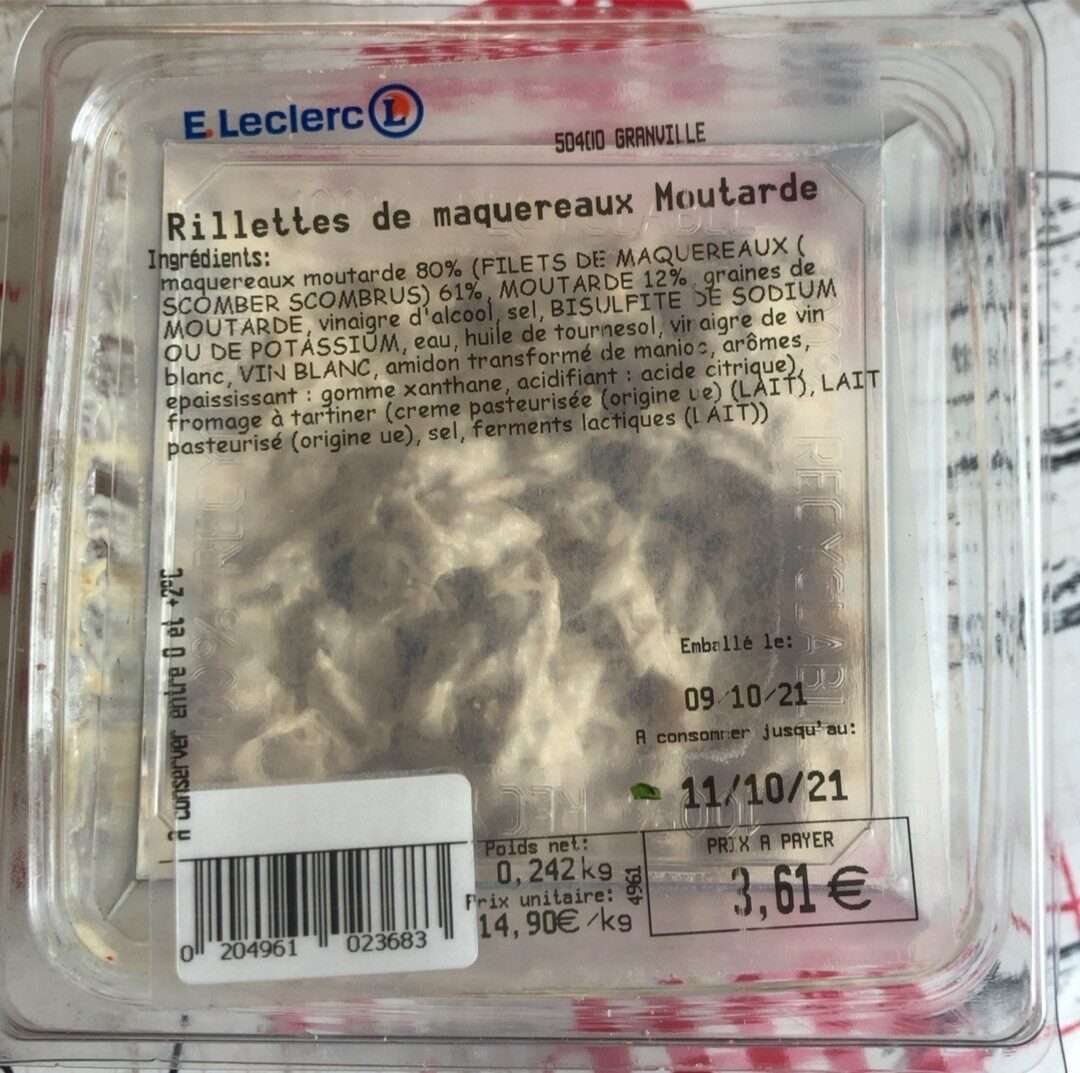 E.Leclerc L
50400 GRANVILLE
Rillettes de maquereaux Moutarde
Ingrédients:
maquereaux moutarde 80% (FILETS DE MAQUEREAUX (
SCOMBER SCOMBRUS) 61%, MOUTARDE 12%, graines de
MOUTARDE, vinaigre d'alcool, sel, BISULFITE DE SODIUM
OU DE POTASSIUM, eau, huile de tournesol, vinaigre de vin
blanc, VIN BLANC, amidon transformé de manioc, arômes,
epaississant : gomme xanthane, acidifiant : acide citrique),
fromage à tartiner (creme pasteurisée (origine ue) (LAIT), LAIT
pasteurisé (origine ue), sel, ferments lactiques (LAIT))
A conserver entre 0 et +2°C
RECYCLABL
Emballé le:
09/10/21
A consommer jusqu'au:
11/10/21
Poids net:
0,242 kg
Prix unitaire:
14,90€/kg
4961
PRIX A PAYER
3,61 €
0 204961 023683